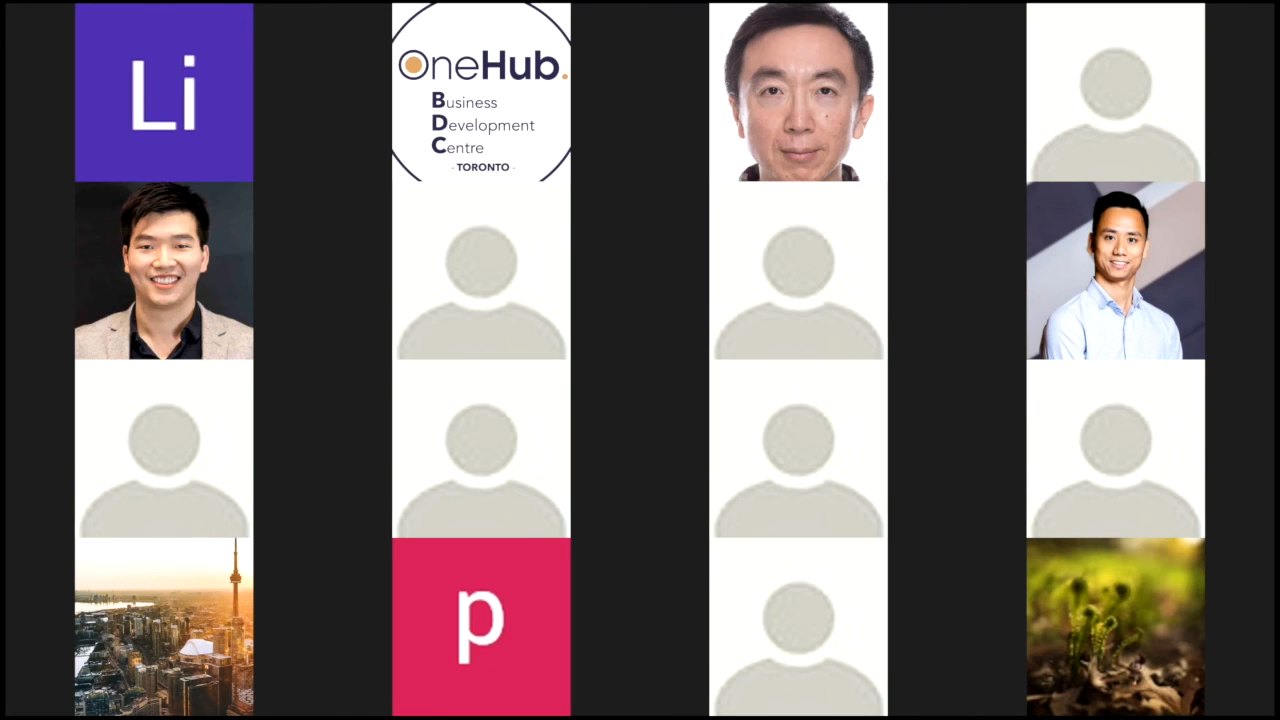 Li
OneHub.
Business
Development
Centre
- TORONTO -
p